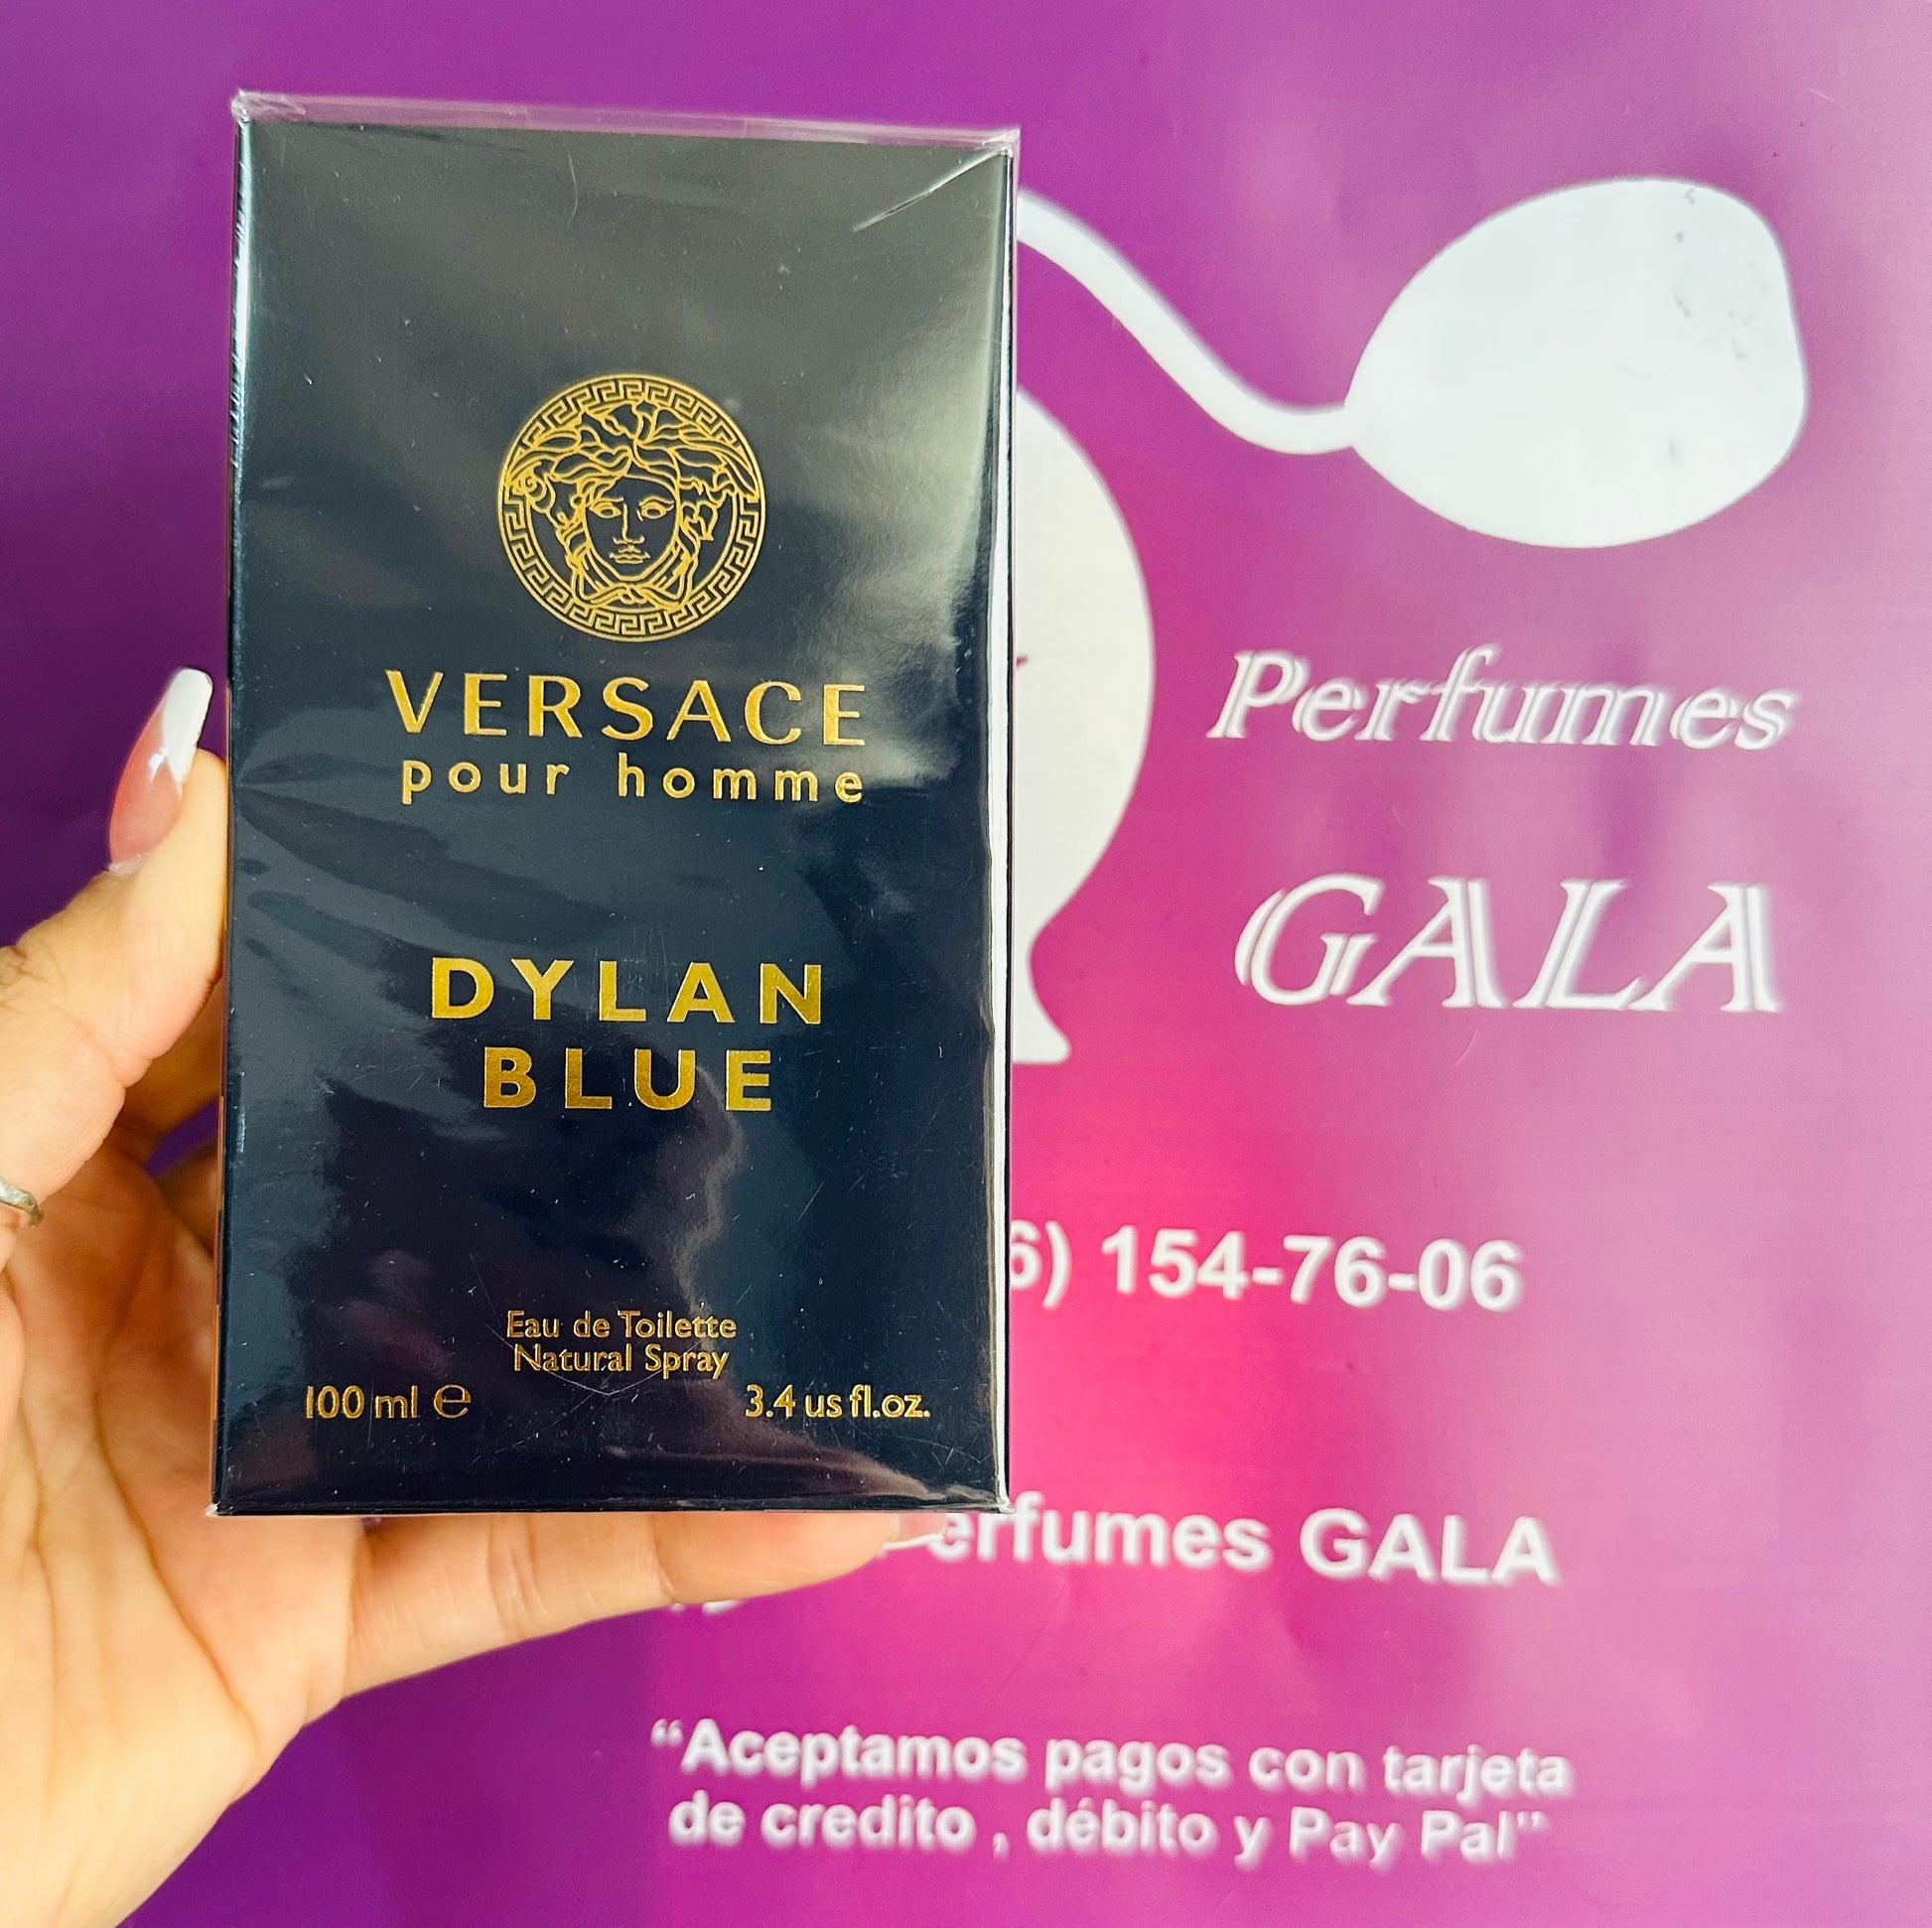 VERSACE
pour homme
DYLAN
BLUE
Eau de Toilette
Natural Spray
100 ml ℮ 3.4 us fl.oz.
Perfumes
GALA
6) 154-76-06
erfumes GALA
“Aceptamos pagos con tarjeta
de credito , débito y Pay Pal”